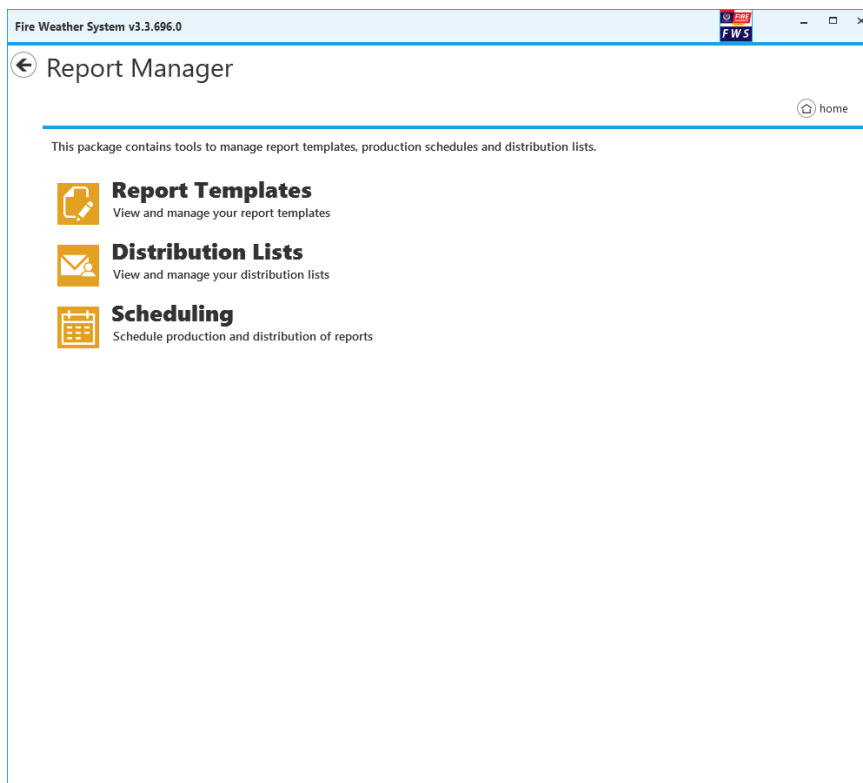 Fire Weather System v3.3.696.0
FIRE
FWS
Report Manager
home
This package contains tools to manage report templates, production schedules and distribution lists.
Report Templates
View and manage your report templates
Distribution Lists
View and manage your distribution lists
Scheduling
Schedule production and distribution of reports